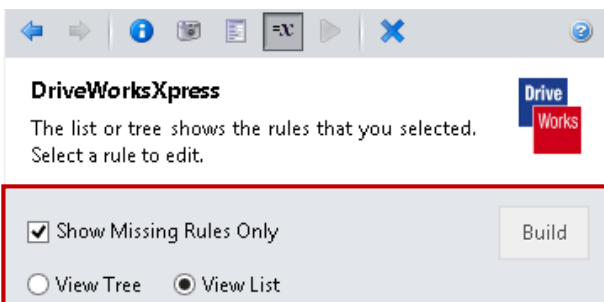 =x
?
DriveWorksXpress
Drive
Works
The list or tree shows the rules that you selected.
Select a rule to edit.
Show Missing Rules Only
Build
View Tree
View List